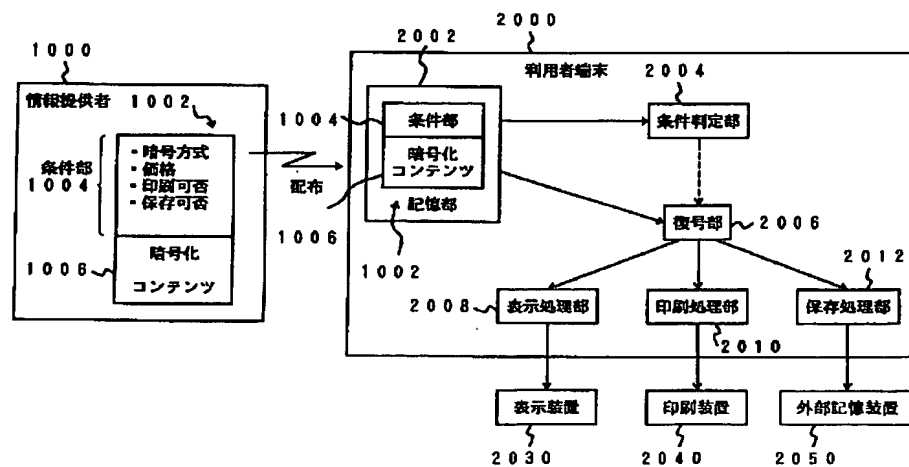 1000
情報提供者
1002
条件部
1004
・暗号方式
・価格
・印刷可否
・保存可否
1006
暗号化
コンテンツ
配布
2000
利用者端末
2002
1004
条件部
暗号化
コンテンツ
記憶部
1006
1002
2004
条件判定部
復号部
2006
2012
2008
表示処理部
印刷処理部
保存処理部
2010
表示装置
印刷装置
外部記憶装置
2030
2040
2050